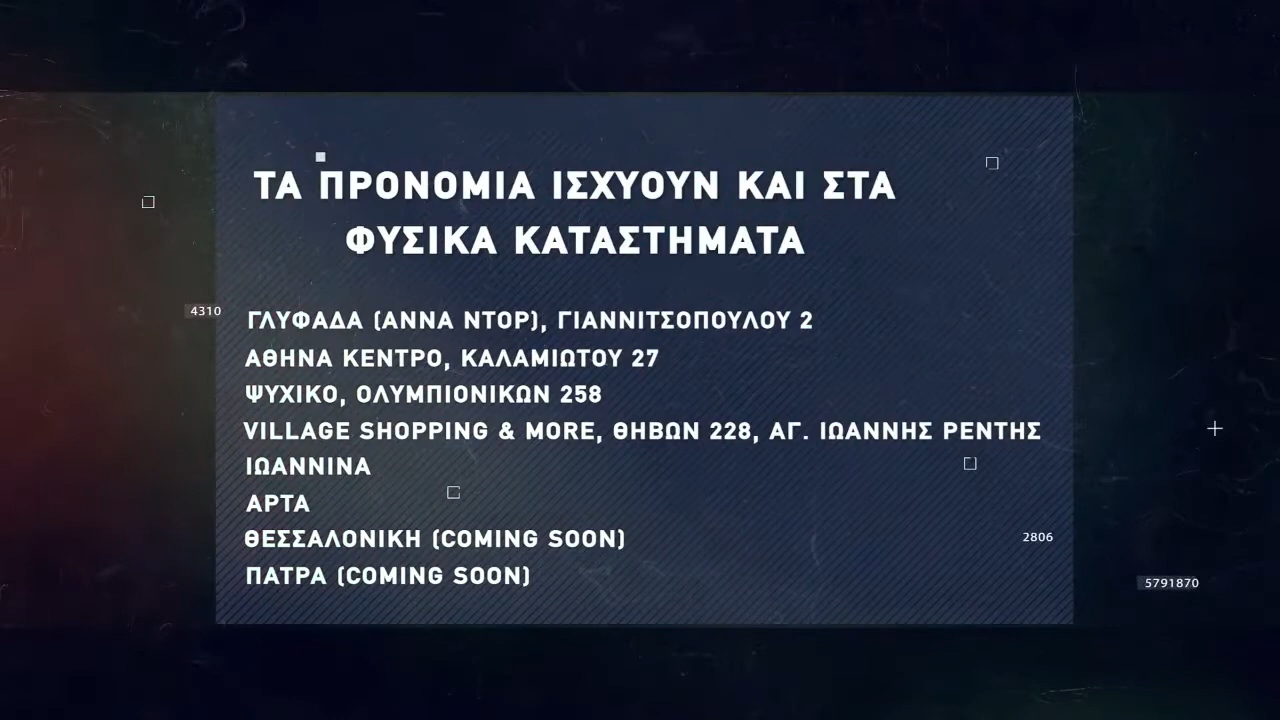 ΤΑ ΠΡΟΝΟΜΙΑ ΙΣΧΥΟΥΝ ΚΑΙ ΣΤΑ
ΦΥΣΙΚΑ ΚΑΤΑΣΤΗΜΑΤΑ
4310
ΓΛΥΦΑΔΑ (ΑΝΝΑ ΝΤΟΡ), ΓΙΑΝΝΙΤΣΟΠΟΥΛΟΥ 2
ΑΘΗΝΑ ΚΕΝΤΡΟ, ΚΑΛΑΜΙΩΤΟΥ 27
ΨΥΧΙΚΟ, ΟΛΥΜΠΙΟΝΙΚΩΝ 258
VILLAGE SHOPPING & MORE, ΘΗΒΩΝ 228, ΑΓ. ΙΩΑΝΝΗΣ ΡΕΝΤΗΣ
ΙΩΑΝΝΙΝΑ
ΑΡΤΑ
ΘΕΣΣΑΛΟΝΙΚΗ (COMING SOON)
2806
ΠΑΤΡΑ (COMING SOON)
5791870